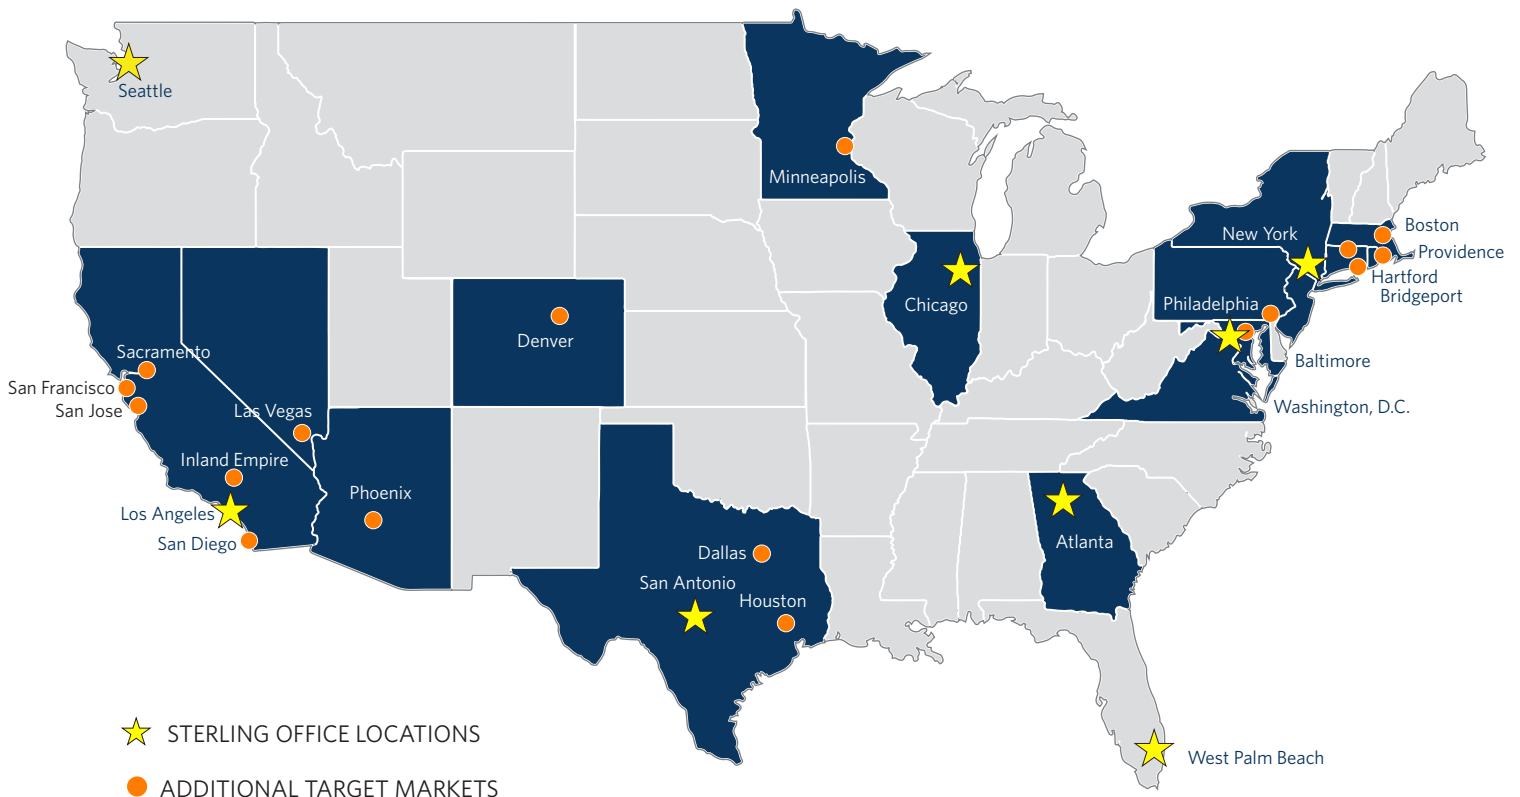 Seattle
Minneapolis
New York
Boston
Providence
Hartford
Bridgeport
Chicago
Philadelphia
Denver
Sacramento
Baltimore
San Francisco
San Jose
Las Vegas
Washington, D.C.
Inland Empire
Phoenix
Los Angeles
San Diego
Atlanta
Dallas
San Antonio
Houston
STERLING OFFICE LOCATIONS
West Palm Beach
ADDITIONAL TARGET MARKETS